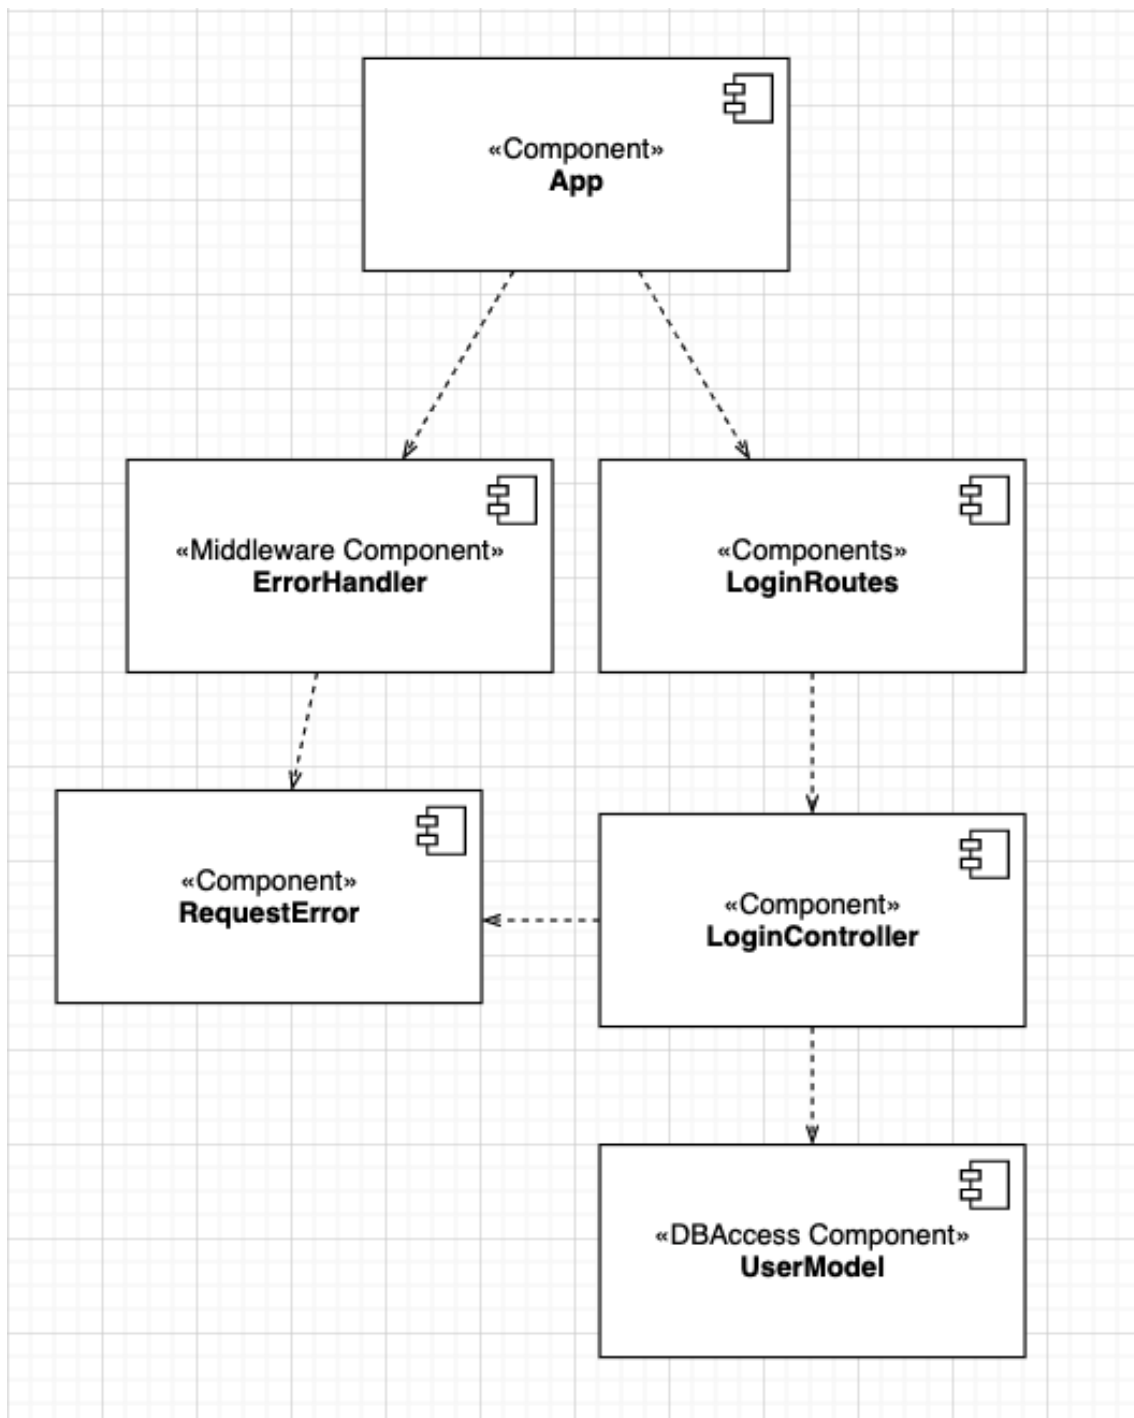 «Component»
App
«Middleware Component»
ErrorHandler
«Components»
LoginRoutes
«Component»
RequestError
«Component»
LoginController
«DBAccess Component»
UserModel